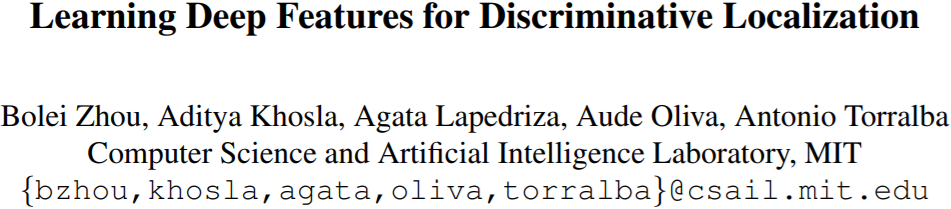 Learning Deep Features for Discriminative Localization
Bolei Zhou, Aditya Khosla, Agata Lapedriza, Aude Oliva, Antonio Torralba
Computer Science and Artificial Intelligence Laboratory, MIT
{bzhou,khosla,agata,oliva,torralba}@csail.mit.edu